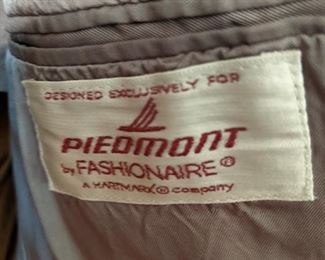 DESIGNED EXCLUSIVELY FOR
PIEDMONT
by FASHIONAIRE®
A HARTMARX® company